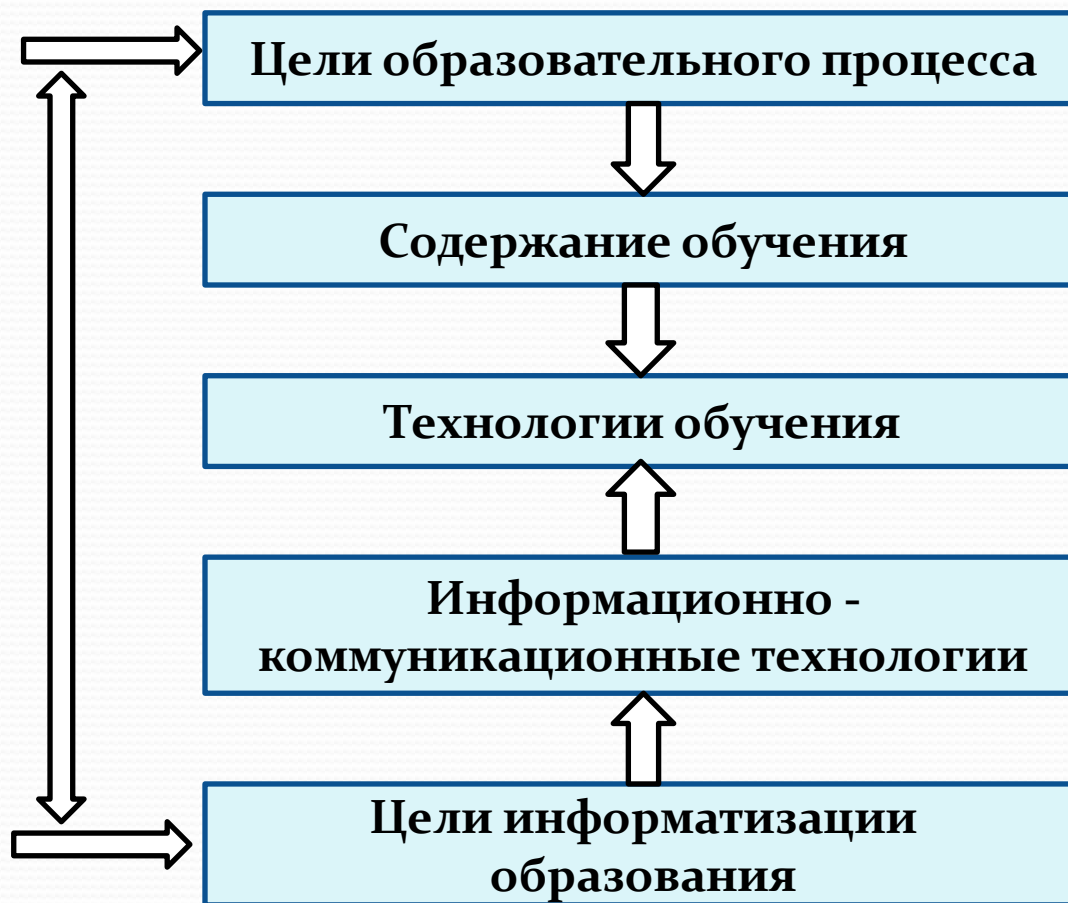 Цели образовательного процесса
Содержание обучения
Технологии обучения
Информационно -
коммуникационные технологии
Цели информатизации
образования